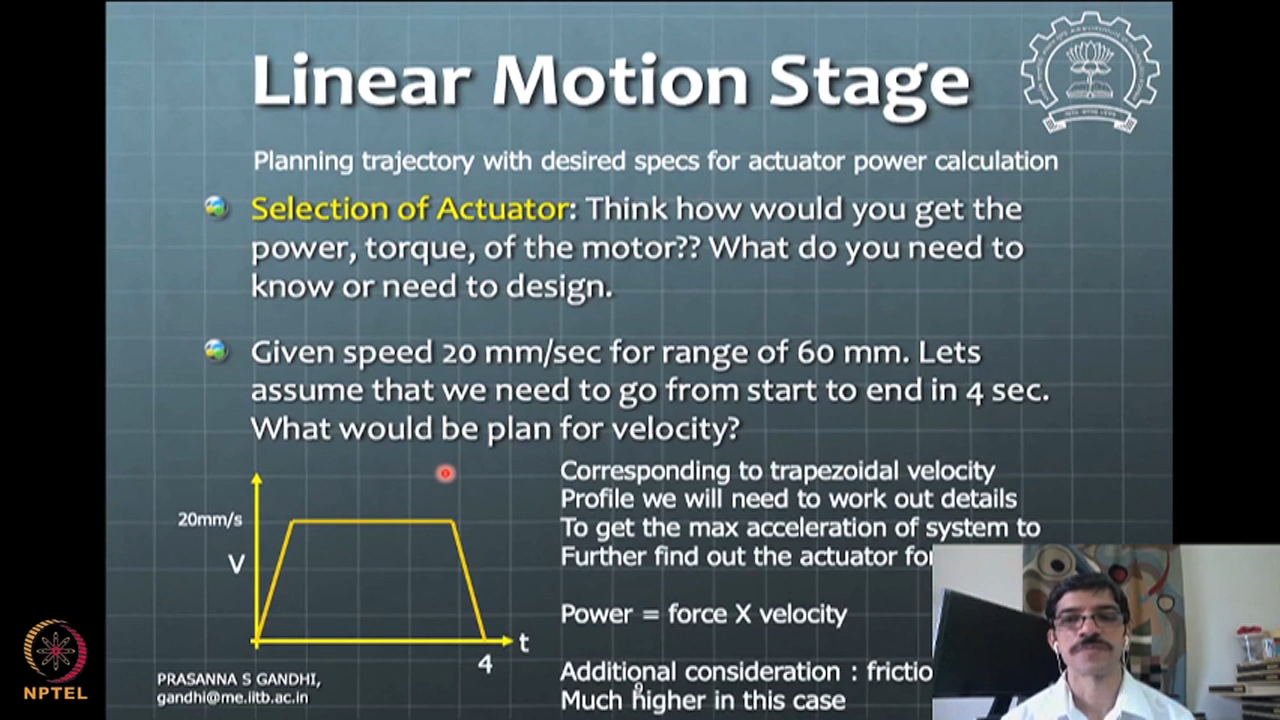 Linear Motion Stage
Planning trajectory with desired specs for actuator power calculation
Selection of Actuator: Think how would you get the
power, torque, of the motor?? What do you need to
know or need to design.
Given speed 20 mm/sec for range of 60 mm. Lets
assume that we need to go from start to end in 4 sec.
What would be plan for velocity?
20mm/s
V
t
4
Corresponding to trapezoidal velocity
Profile we will need to work out details
To get the max acceleration of system to
Further find out the actuator
Power = force X velocity
Additional consideration :
Much higher in this case
9
PRASANNA S GANDHI,
gandhi@me.iitb.ac.in
NPTEL